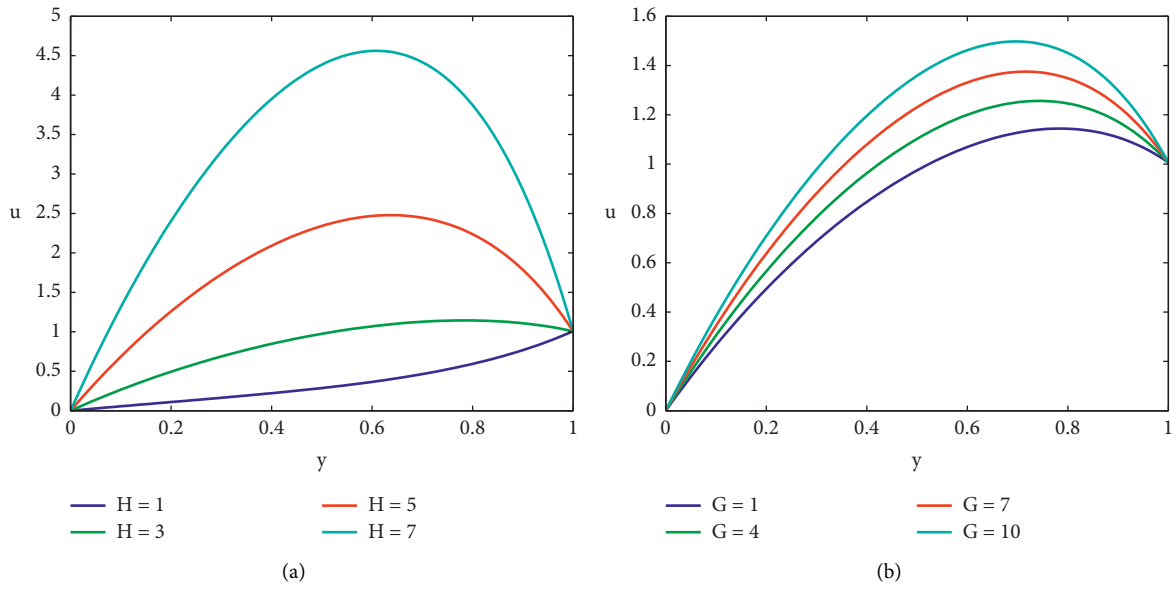 5
4.5
4
3.5
3
u 2.5
2
1.5
1
0.5
0
0 0.2 0.4 0.6 0.8 1
y
H = 1 H = 5
H = 3 H = 7
(a)
1.6
1.4
1.2
1
u 0.8
0.6
0.4
0.2
0
0 0.2 0.4 0.6 0.8 1
y
G = 1 G = 7
G = 4 G = 10
(b)